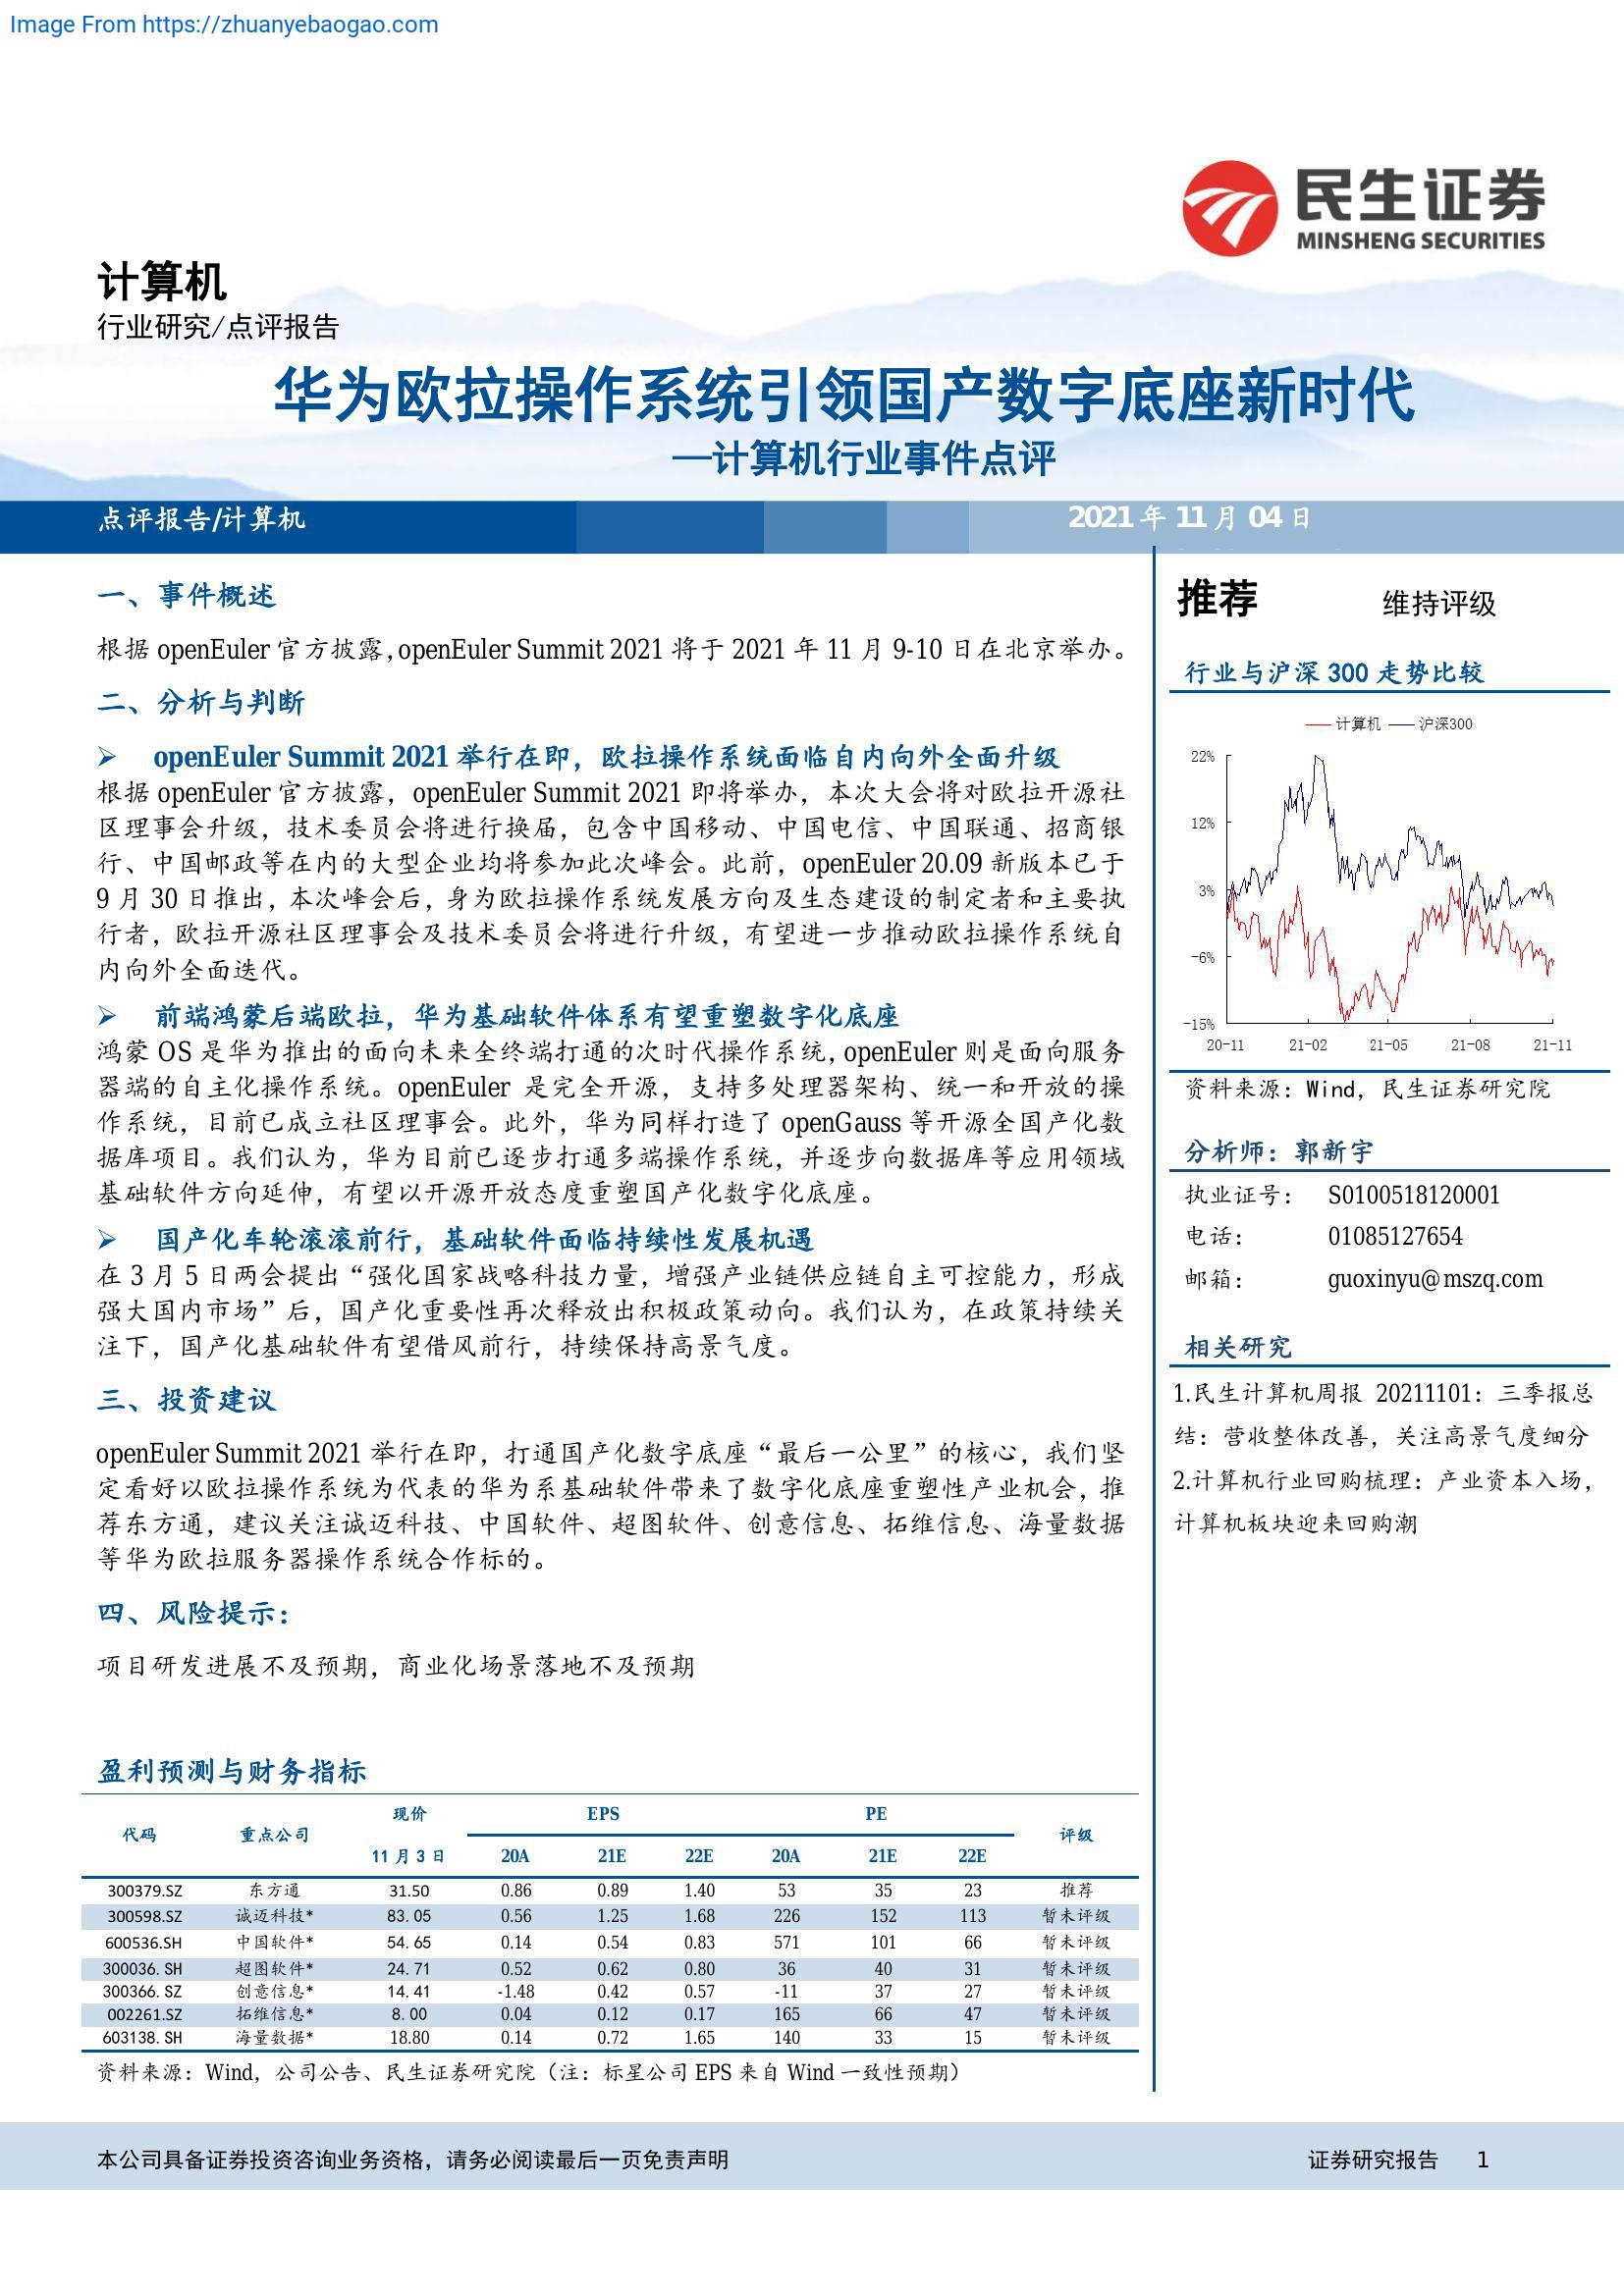 Image From https://zhuanyebaogao.com
民生证券
MINSHENG SECURITIES
计算机
行业研究/点评报告
华为欧拉操作系统引领国产数字底座新时代
—计算机行业事件点评
点评报告/计算机
2021 年 11 月 04 日
一、事件概述
根据 openEuler 官方披露,openEuler Summit 2021 将于 2021 年 11 月 9-10 日在北京举办。
二、分析与判断
➢ openEuler Summit 2021 举行在即，欧拉操作系统面临自内向外全面升级
根据 openEuler 官方披露，openEuler Summit 2021 即将举办，本次大会将对欧拉开源社
区理事会升级，技术委员会将进行换届，包含中国移动、中国电信、中国联通、招商银
行、中国邮政等在内的大型企业均将参加此次峰会。此前，openEuler 20.09 新版本已于
9 月 30 日推出，本次峰会后，身为欧拉操作系统发展方向及生态建设的制定者和主要执
行者，欧拉开源社区理事会及技术委员会将进行升级，有望进一步推动欧拉操作系统自
内向外全面迭代。
➢ 前端鸿蒙后端欧拉，华为基础软件体系有望重塑数字化底座
鸿蒙 OS 是华为推出的面向未来全终端打通的次时代操作系统，openEuler 则是面向服务
器端的自主化操作系统。openEuler 是完全开源，支持多处理器架构、统一和开放的操
作系统，目前已成立社区理事会。此外，华为同样打造了 openGauss 等开源全国产化数
据库项目。我们认为，华为目前已逐步打通多端操作系统，并逐步向数据库等应用领域
基础软件方向延伸，有望以开源开放态度重塑国产化数字化底座。
➢ 国产化车轮滚滚前行，基础软件面临持续性发展机遇
在 3 月 5 日两会提出“强化国家战略科技力量，增强产业链供应链自主可控能力，形成
强大国内市场”后，国产化重要性再次释放出积极政策动向。我们认为，在政策持续关
注下，国产化基础软件有望借风前行，持续保持高景气度。
三、投资建议
openEuler Summit 2021 举行在即，打通国产化数字底座“最后一公里”的核心，我们坚
定看好以欧拉操作系统为代表的华为系基础软件带来了数字化底座重塑性产业机会，推
荐东方通，建议关注诚迈科技、中国软件、超图软件、创意信息、拓维信息、海量数据
等华为欧拉服务器操作系统合作标的。
四、风险提示：
项目研发进展不及预期，商业化场景落地不及预期
盈利预测与财务指标
代码 重点公司 现价 EPS PE 评级
11 月 3 日 20A 21E 22E 20A 21E 22E
300379.SZ 东方通 31.50 0.86 0.89 1.40 53 35 23 推荐
300598.SZ 诚迈科技* 83.05 0.56 1.25 1.68 226 152 113 暂未评级
600536.SH 中国软件* 54.65 0.14 0.54 0.83 571 101 66 暂未评级
300036.SH 超图软件* 24.71 0.52 0.62 0.80 36 40 31 暂未评级
300366.SZ 创意信息* 14.41 -1.48 0.42 0.57 -11 37 27 暂未评级
002261.SZ 拓维信息* 8.00 0.04 0.12 0.17 165 66 47 暂未评级
603138.SH 海量数据* 18.80 0.14 0.72 1.65 140 33 15 暂未评级
资料来源：Wind，公司公告、民生证券研究院（注：标星公司 EPS 来自 Wind 一致性预期）
推荐 维持评级
行业与沪深 300 走势比较
计算机 沪深300
22%
12%
3%
-6%
-15%
20-11 21-02 21-05 21-08 21-11
资料来源：Wind，民生证券研究院
分析师：郭新宇
执业证号： S0100518120001
电话： 01085127654
邮箱： guoxinyu@mszq.com
相关研究
1.民生计算机周报 20211101：三季报总
结：营收整体改善，关注高景气度细分
2.计算机行业回购梳理：产业资本入场，
计算机板块迎来回购潮
本公司具备证券投资咨询业务资格，请务必阅读最后一页免责声明
证券研究报告 1